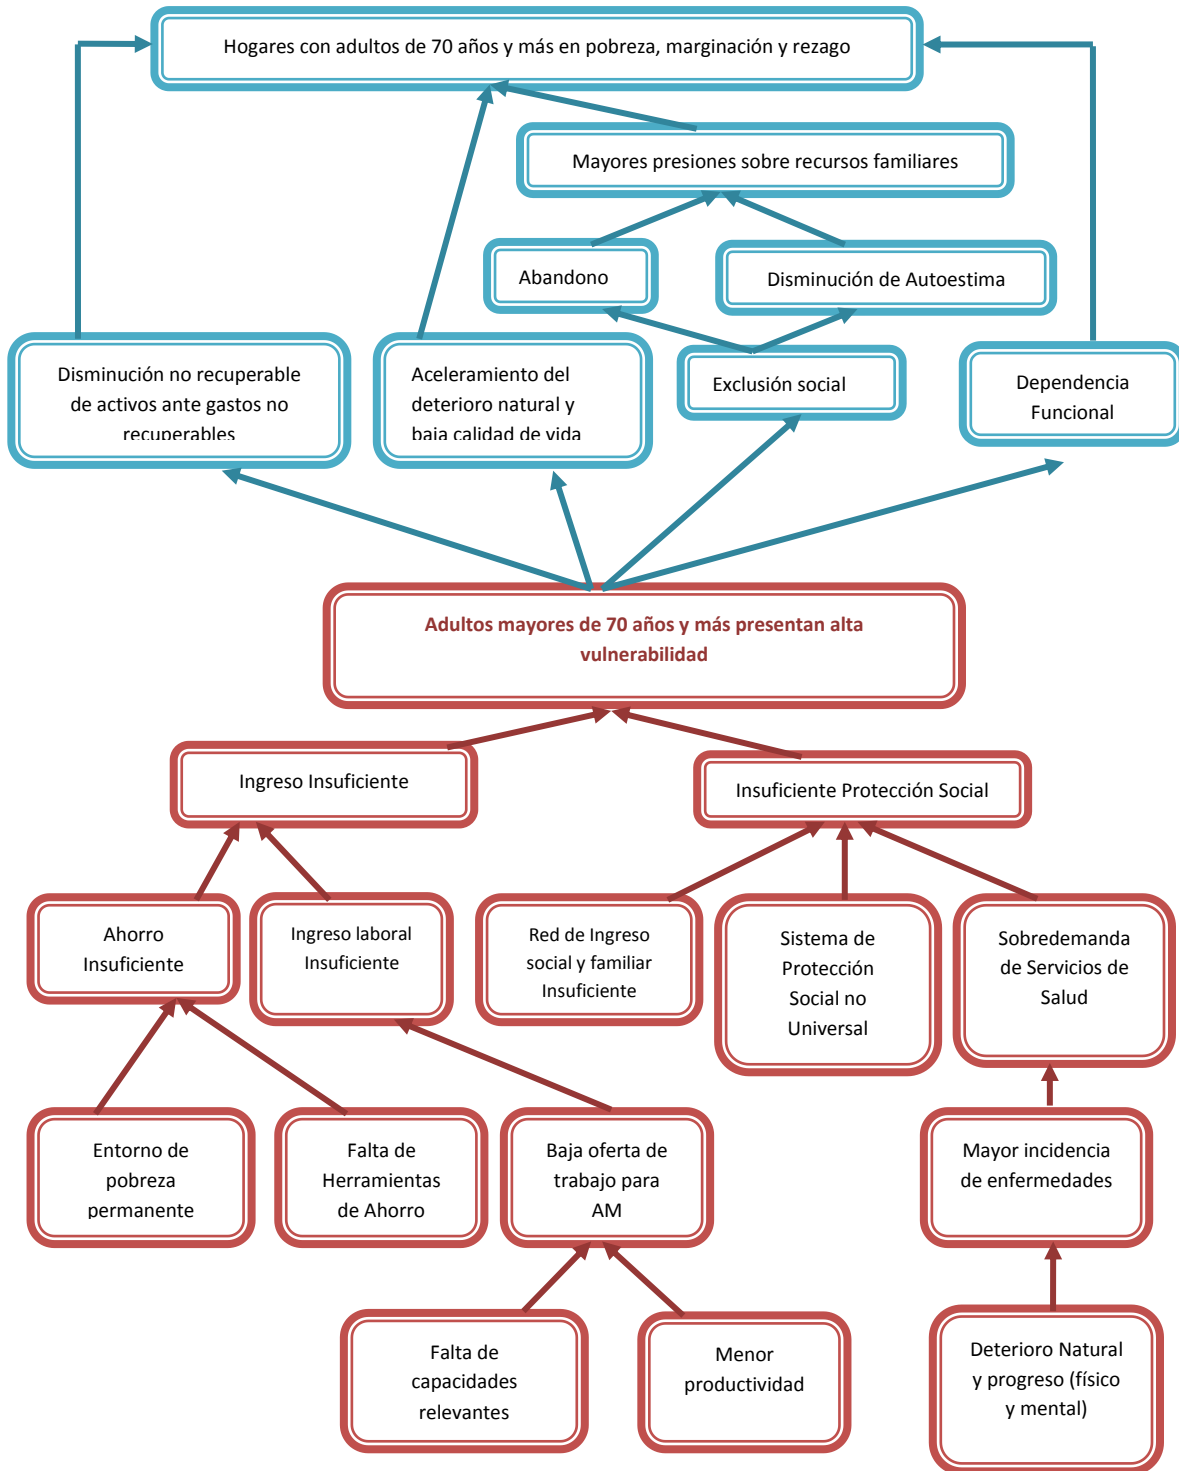 Hogares con adultos de 70 años y más en pobreza, marginación y rezago
Mayores presiones sobre recursos familiares
Abandono
Disminución de Autoestima
Disminución no recuperable
de activos ante gastos no
recuperables
Aceleramiento del
deterioro natural y
baja calidad de vida
Exclusión social
Dependencia
Funcional
Adultos mayores de 70 años y más presentan alta
vulnerabilidad
Ingreso Insuficiente
Insuficiente Protección Social
Ahorro
Insuficiente
Ingreso laboral
Insuficiente
Red de Ingreso
social y familiar
Insuficiente
Sistema de
Protección
Social no
Universal
Sobredemanda
de Servicios de
Salud
Entorno de
pobreza
permanente
Falta de
Herramientas
de Ahorro
Baja oferta de
trabajo para
AM
Mayor incidencia
de enfermedades
Falta de
capacidades
relevantes
Menor
productividad
Deterioro Natural
y progreso (físico
y mental)